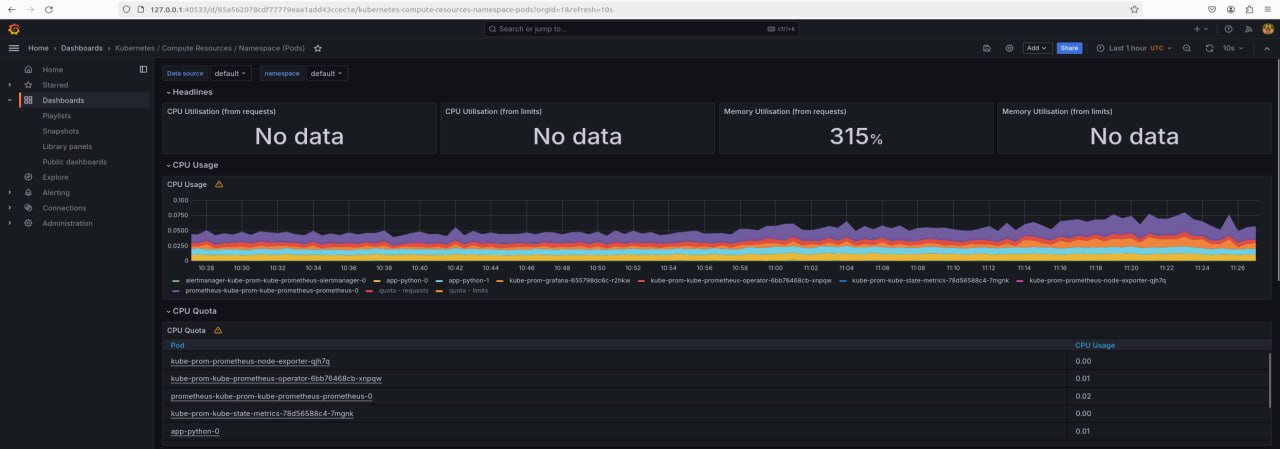 127.0.0.1:40533/d/85a562078cdf77779eaa1add43ccec1e/kubernetes-compute-resources-namespace-pods?orgId=1&refresh=10s
Search or jump to...
ctrl+k
Home > Dashboards > Kubernetes / Compute Resources / Namespace (Pods)
Add
Share
Last 1 hour UTC
10s
Home
Starred
Dashboards
Playlists
Snapshots
Library panels
Public dashboards
Explore
Alerting
Connections
Administration
Data source default namespace default
Headlines
CPU Utilisation (from requests)
No data
CPU Utilisation (from limits)
No data
Memory Utilisation (from requests)
315%
Memory Utilisation (from limits)
No data
CPU Usage
CPU Usage
0.100
0.0750
0.0500
0.0250
0
10:28 10:30 10:32 10:34 10:36 10:38 10:40 10:42 10:44 10:46 10:48 10:50 10:52 10:54 10:56 10:58 11:00 11:02 11:04 11:06 11:08 11:10 11:12 11:14 11:16 11:18 11:20 11:22 11:24 11:26
alertmanager-kube-prom-kube-prometheus-alertmanager-0 app-python-0 app-python-1 kube-prom-grafana-655798dc6c-r2hkw kube-prom-kube-prometheus-operator-6bb76468cb-xnpqw kube-prom-kube-state-metrics-78d56588c4-7mgnk kube-prom-prometheus-node-exporter-qjh7q
prometheus-kube-prom-kube-prometheus-prometheus-0 quota - requests quota - limits
CPU Quota
CPU Quota
Pod CPU Usage
kube-prom-prometheus-node-exporter-qjh7q 0.00
kube-prom-kube-prometheus-operator-6bb76468cb-xnpqw 0.01
prometheus-kube-prom-kube-prometheus-prometheus-0 0.02
kube-prom-kube-state-metrics-78d56588c4-7mgnk 0.00
app-python-0 0.01